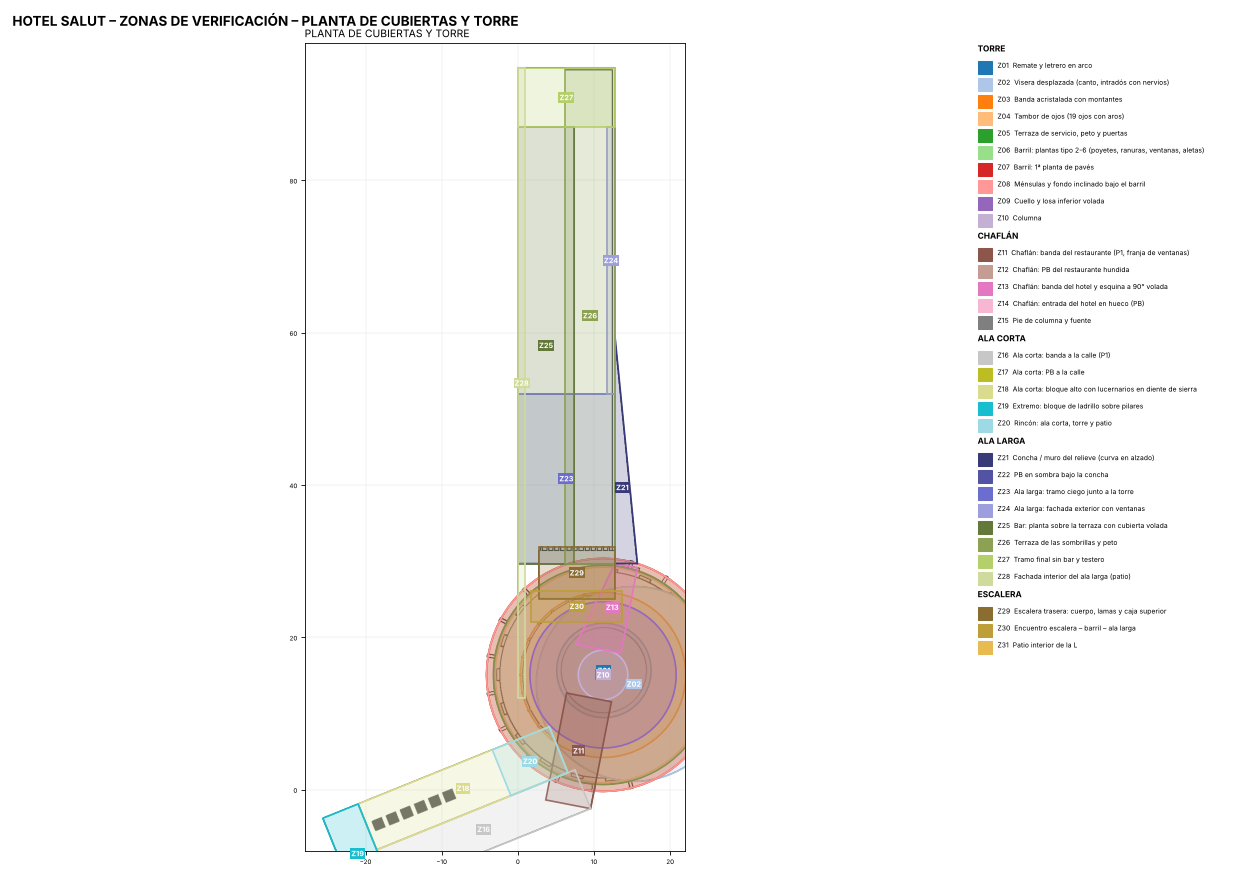 HOTEL SALUT – ZONAS DE VERIFICACIÓN – PLANTA DE CUBIERTAS Y TORRE
PLANTA DE CUBIERTAS Y TORRE
Z27
80
Z24
60
Z26
Z25
Z28
40
Z23
Z21
Z29
Z30
Z13
20
Z10
Z02
Z11
Z20
0
Z18
Z16
Z19
−20
−10
0
10
20
TORRE
Z01 Remate y letrero en arco
Z02 Visera desplazada (canto, intradós con nervios)
Z03 Banda acristalada con montantes
Z04 Tambor de ojos (19 ojos con aros)
Z05 Terraza de servicio, peto y puertas
Z06 Barril: plantas tipo 2-6 (poyetes, ranuras, ventanas, aletas)
Z07 Barril: 1ª planta de pavés
Z08 Ménsulas y fondo inclinado bajo el barril
Z09 Cuello y losa inferior volada
Z10 Columna
CHAFLÁN
Z11 Chaflán: banda del restaurante (P1, franja de ventanas)
Z12 Chaflán: PB del restaurante hundida
Z13 Chaflán: banda del hotel y esquina a 90° volada
Z14 Chaflán: entrada del hotel en hueco (PB)
Z15 Pie de columna y fuente
ALA CORTA
Z16 Ala corta: banda a la calle (P1)
Z17 Ala corta: PB a la calle
Z18 Ala corta: bloque alto con lucernarios en diente de sierra
Z19 Extremo: bloque de ladrillo sobre pilares
Z20 Rincón: ala corta, torre y patio
ALA LARGA
Z21 Concha / muro del relieve (curva en alzado)
Z22 PB en sombra bajo la concha
Z23 Ala larga: tramo ciego junto a la torre
Z24 Ala larga: fachada exterior con ventanas
Z25 Bar: planta sobre la terraza con cubierta volada
Z26 Terraza de las sombrillas y peto
Z27 Tramo final sin bar y testero
Z28 Fachada interior del ala larga (patio)
ESCALERA
Z29 Escalera trasera: cuerpo, lamas y caja superior
Z30 Encuentro escalera – barril – ala larga
Z31 Patio interior de la L